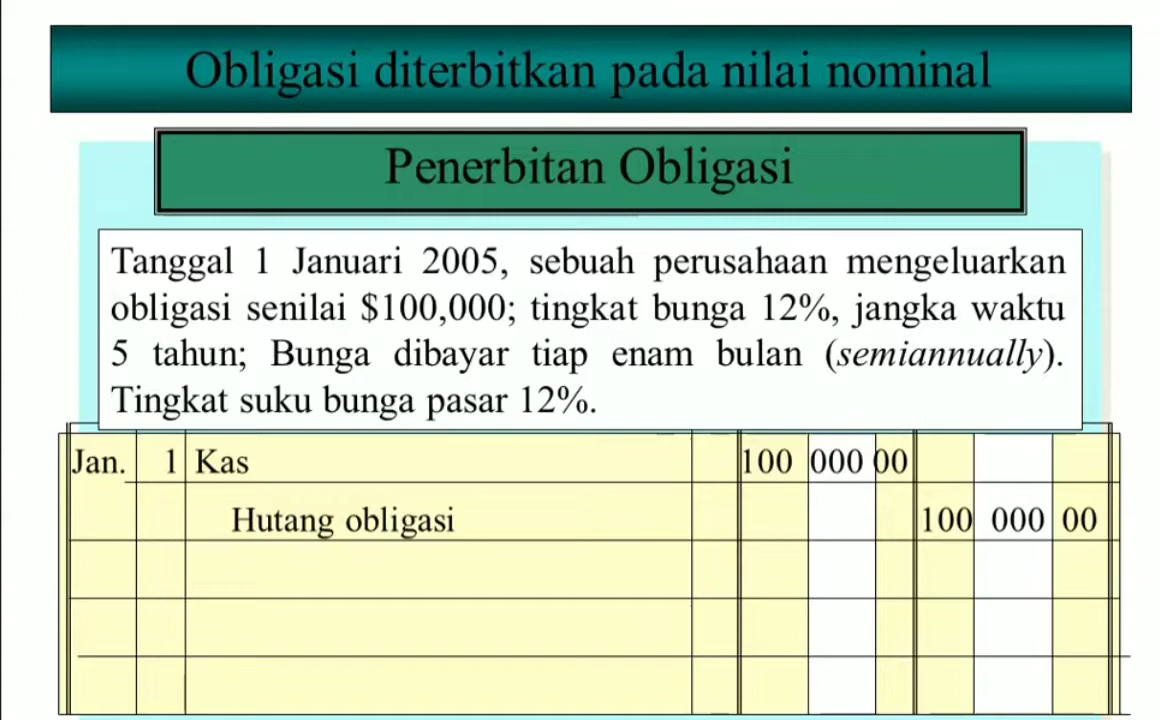 Obligasi diterbitkan pada nilai nominal
Penerbitan Obligasi
Tanggal 1 Januari 2005, sebuah perusahaan mengeluarkan
obligasi senilai $100,000; tingkat bunga 12%, jangka waktu
5 tahun; Bunga dibayar tiap enam bulan (semiannually).
Tingkat suku bunga pasar 12%.
Jan. 1 Kas 100 000 00
Hutang obligasi 100 000 00